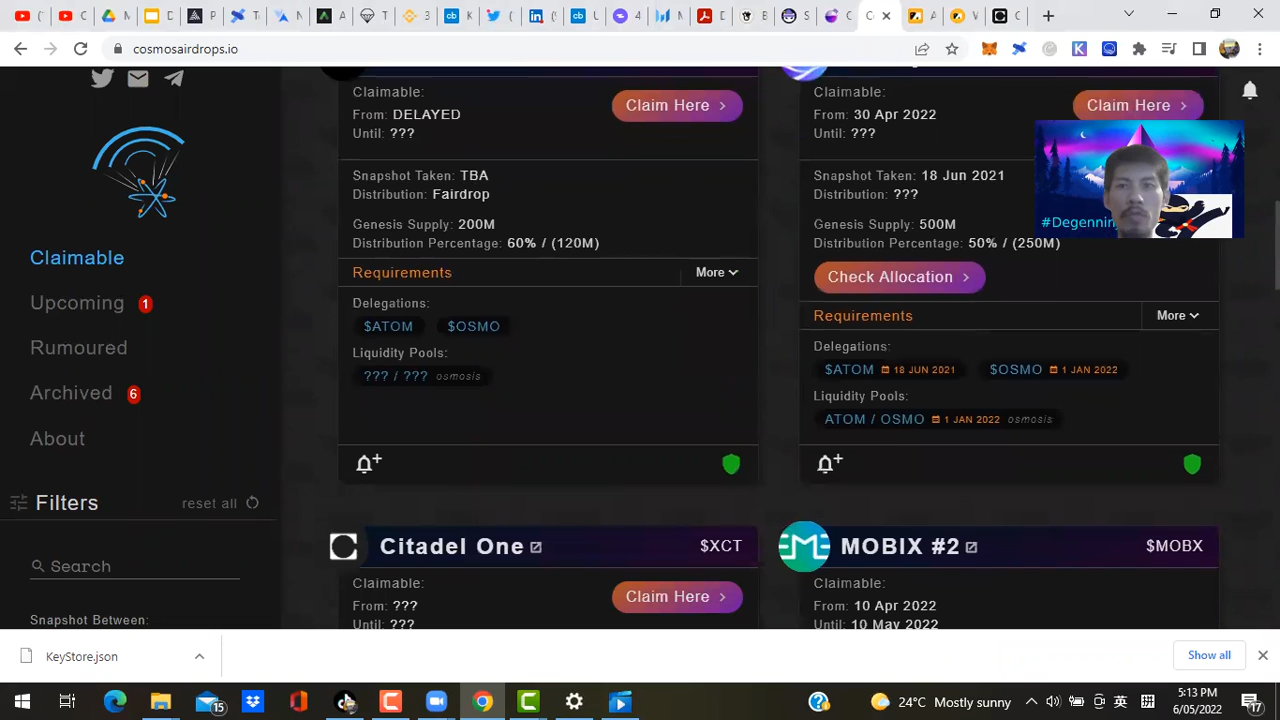 cosmosairdrops.io
Claimable:
Claim Here
From: DELAYED
Until: ???
Snapshot Taken: TBA
Distribution: Fairdrop
Genesis Supply: 200M
Distribution Percentage: 60% / (120M)
Requirements
More
Delegations:
$ATOM $OSMO
Liquidity Pools:
??? / ??? osmosis
Claimable:
Claim Here
From: 30 Apr 2022
Until: ???
Snapshot Taken: 18 Jun 2021
Distribution: ???
Genesis Supply: 500M
Distribution Percentage: 50% / (250M)
Check Allocation
Requirements
More
Delegations:
$ATOM 18 JUN 2021 $OSMO 1 JAN 2022
Liquidity Pools:
ATOM / OSMO 1 JAN 2022 osmosis
Claimable
Upcoming 1
Rumoured
Archived 6
About
Filters reset all
Search
Snapshot Between:
Citadel One $XCT
Claimable:
Claim Here
From: ???
Until: ???
MOBIX #2 $MOBX
Claimable:
From: 10 Apr 2022
Until: 10 May 2022
KeyStore.json
Show all
15
24°C Mostly sunny
英
拼
5:13 PM
6/05/2022
17